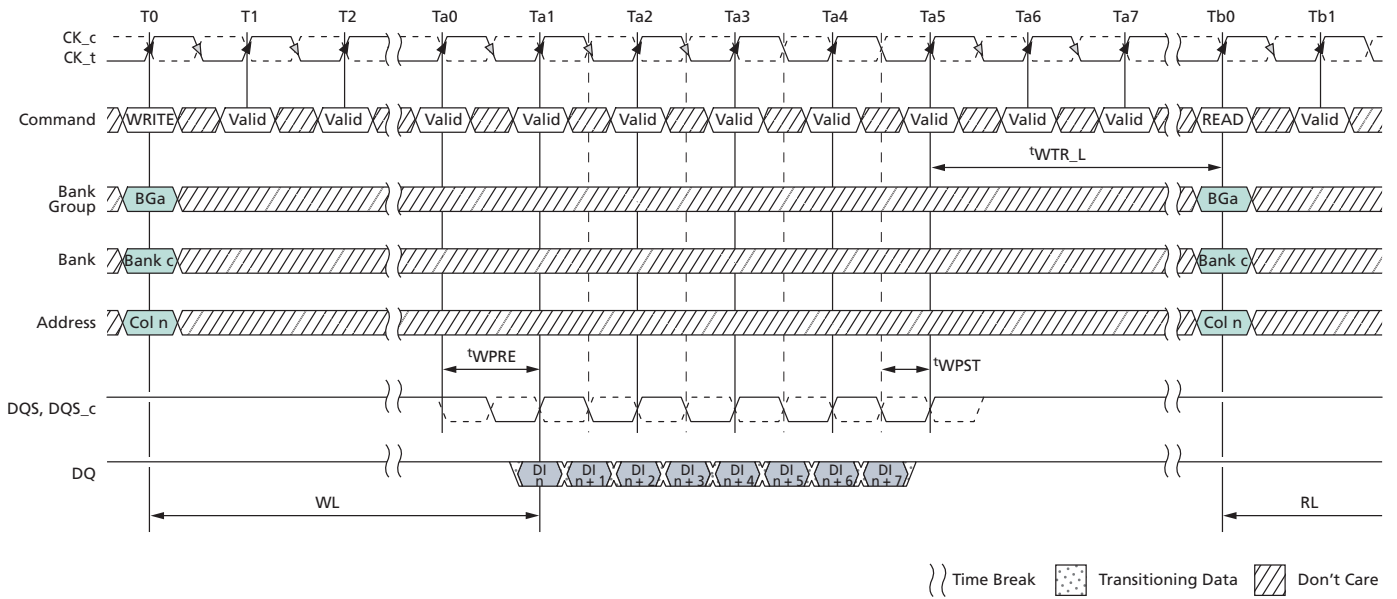 T0 T1 T2 Ta0 Ta1 Ta2 Ta3 Ta4 Ta5 Ta6 Ta7 Tb0 Tb1
CK_c
CK_t
Command WRITE Valid Valid Valid Valid Valid Valid Valid Valid Valid Valid READ Valid
tWTR_L
Bank Group BGa BGa
Bank Bank c Bank c
Address Col n Col n
tWPRE tWPST
DQS, DQS_c
DQ DI n DI n + 1 DI n + 2 DI n + 3 DI n + 4 DI n + 5 DI n + 6 DI n + 7
WL RL
Time Break Transitioning Data Don't Care